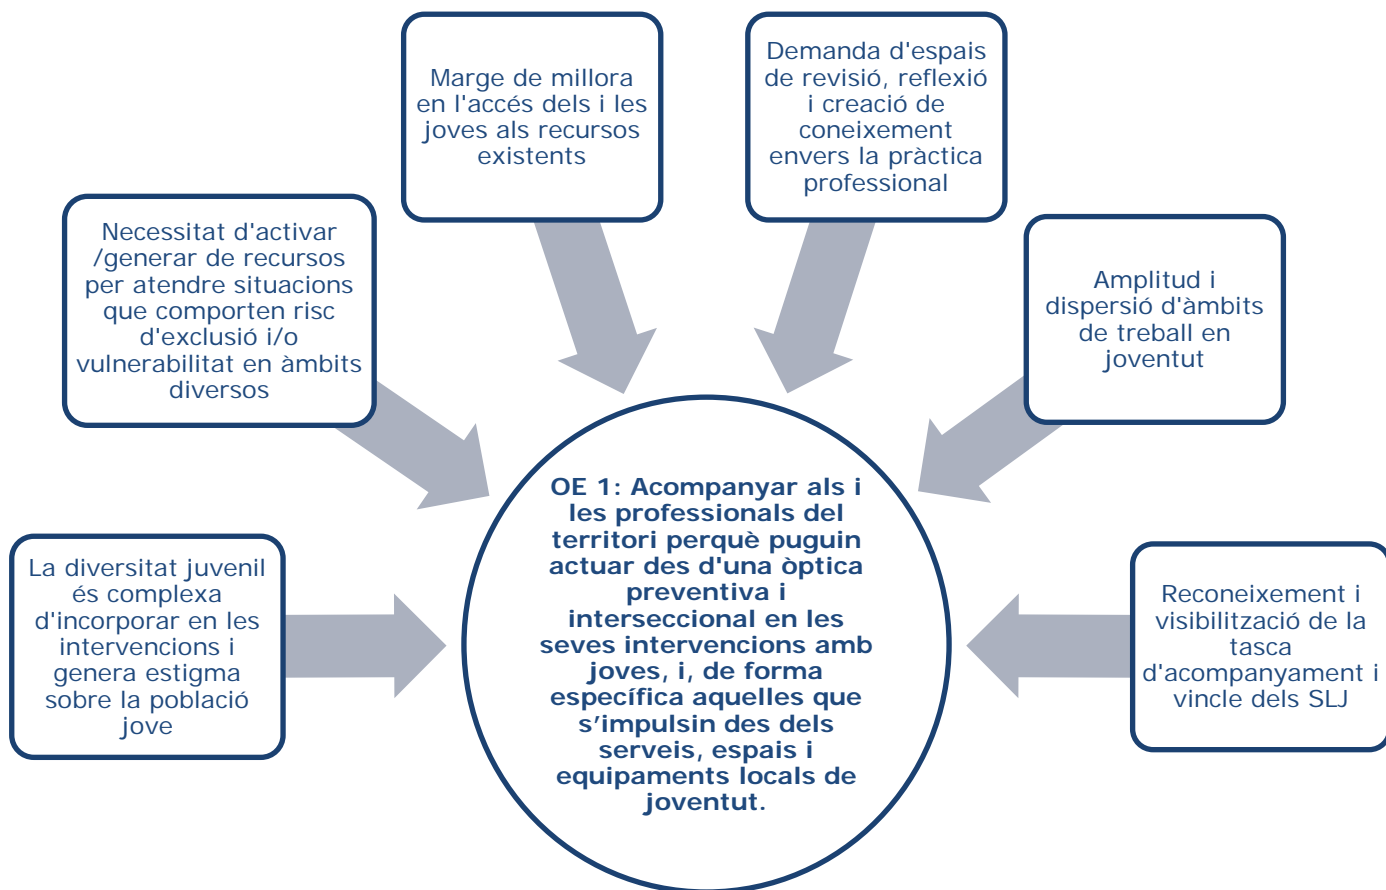 La diversitat juvenil
és complexa
d'incorporar en les
intervencions i
genera estigma
sobre la població
jove
Necessitat d'activar
/generar de recursos
per atendre situacions
que comporten risc
d'exclusió i/o
vulnerabilitat en àmbits
diversos
Marge de millora
en l'accés dels i les
joves als recursos
existents
Demanda d'espais
de revisió, reflexió
i creació de
coneixement
envers la pràctica
professional
Amplitud i
dispersió d'àmbits
de treball en
joventut
Reconeixement i
visibilització de la
tasca
d'acompanyament i
vincle dels SLJ
OE 1: Acompanyar als i
les professionals del
territori perquè puguin
actuar des d'una òptica
preventiva i
interseccional en les
seves intervencions amb
joves, i, de forma
específica aquelles que
s’impulsin des dels
serveis, espais i
equipaments locals de
joventut.